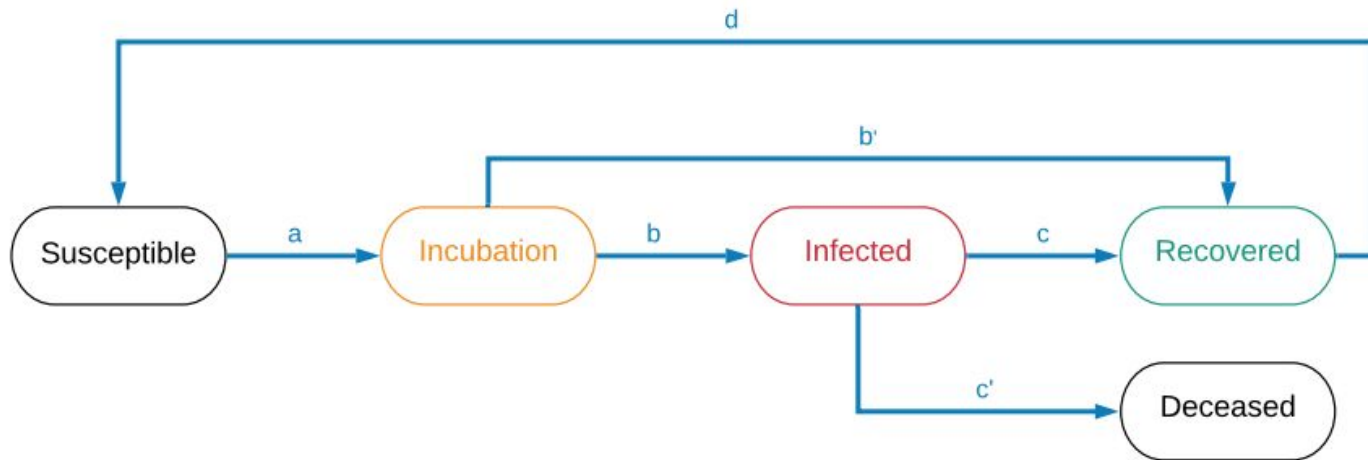 d
b'
Susceptible
a
Incubation
b
Infected
c
Recovered
c'
Deceased